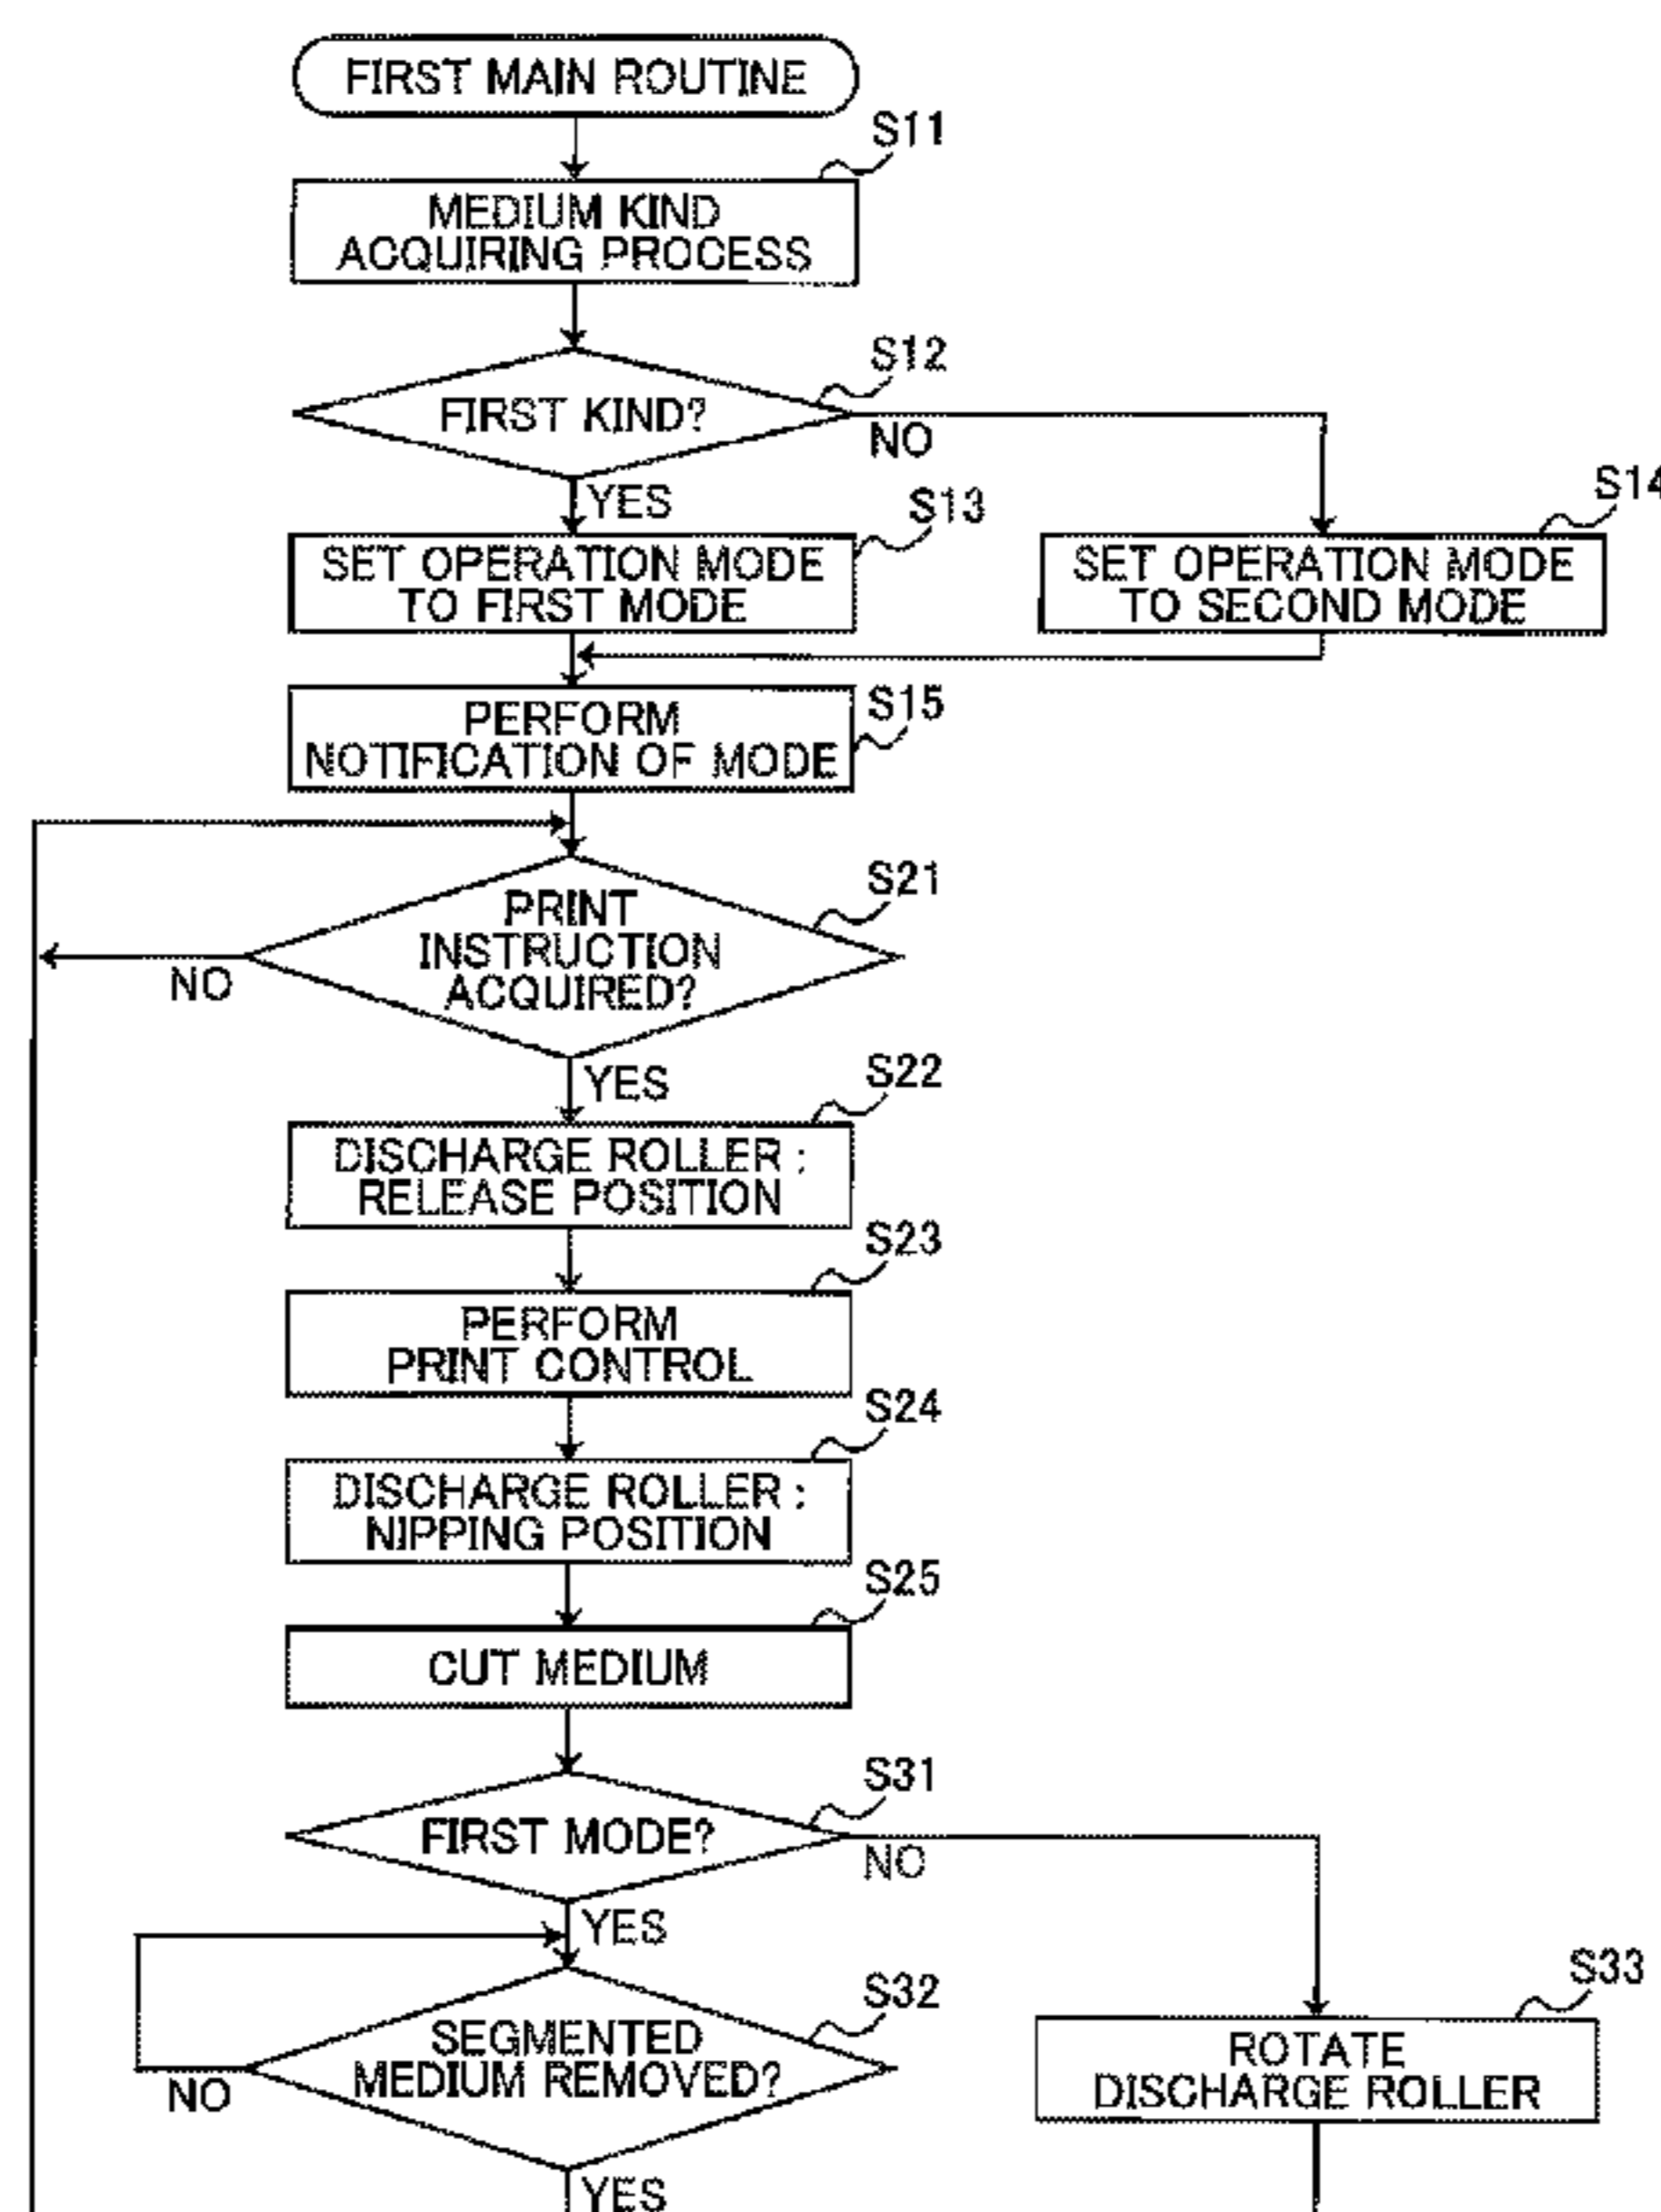 FIRST MAIN ROUTINE
S11
MEDIUM KIND
ACQUIRING PROCESS
S12
FIRST KIND?
NO
YES
S13
S14
SET OPERATION MODE
TO FIRST MODE
SET OPERATION MODE
TO SECOND MODE
S15
PERFORM
NOTIFICATION OF MODE
S21
PRINT
INSTRUCTION
ACQUIRED?
NO
YES
S22
DISCHARGE ROLLER :
RELEASE POSITION
S23
PERFORM
PRINT CONTROL
S24
DISCHARGE ROLLER :
NIPPING POSITION
S25
CUT MEDIUM
S31
FIRST MODE?
NO
YES
S32
SEGMENTED
MEDIUM REMOVED?
NO
S33
ROTATE
DISCHARGE ROLLER
YES